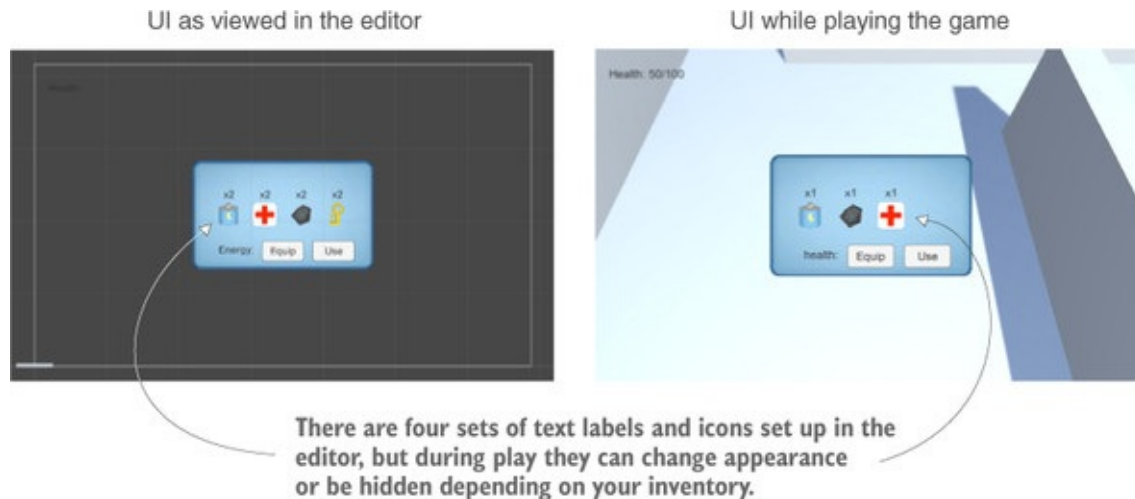 UI as viewed in the editor
UI while playing the game
Health:
x2 x2 x2 x2
Energy: Equip Use
Health: 50/100
x1 x1 x1
health: Equip Use
There are four sets of text labels and icons set up in the
editor, but during play they can change appearance
or be hidden depending on your inventory.